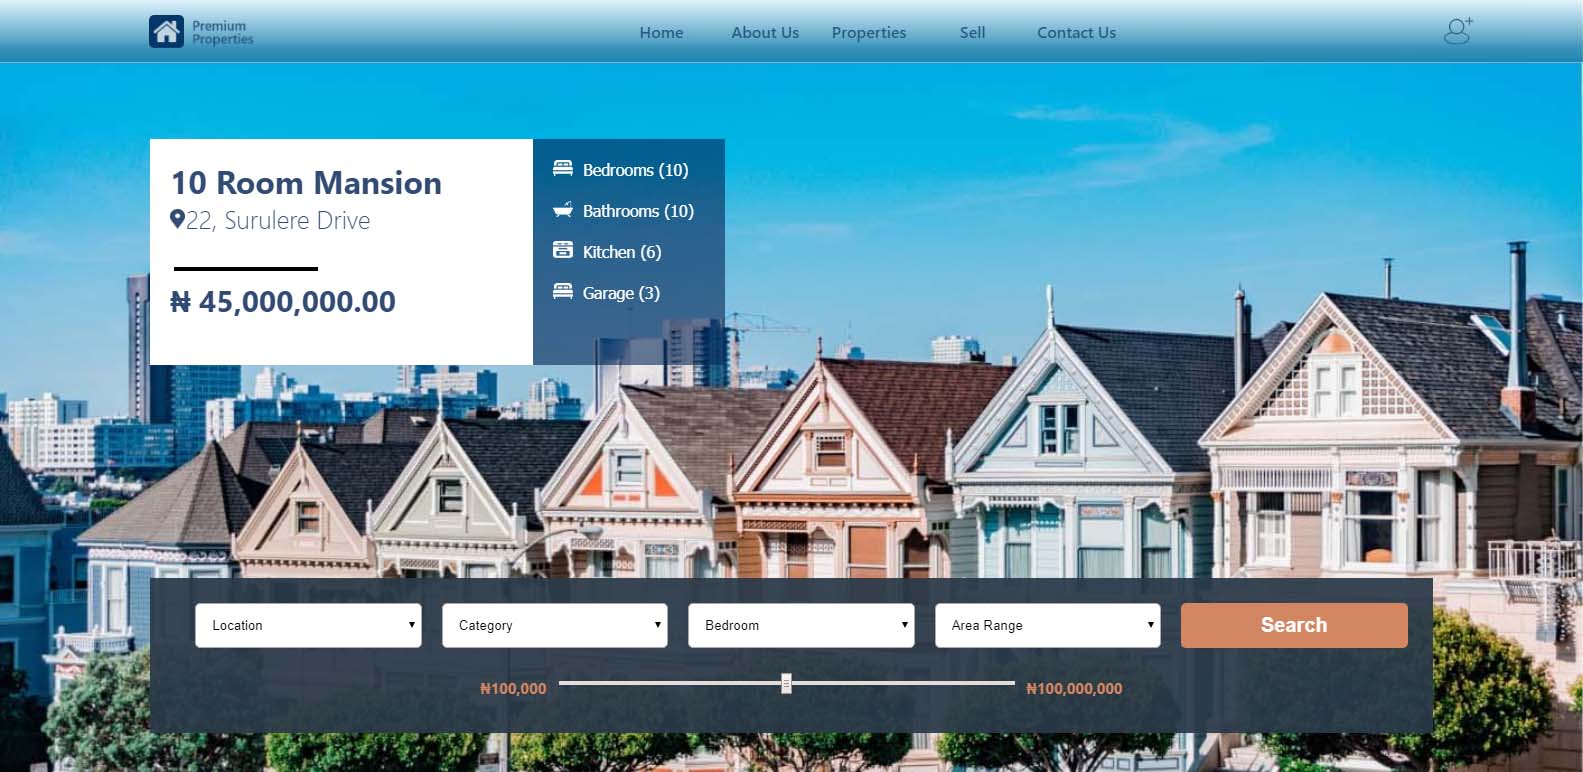 Premium
Properties
Home About Us Properties Sell Contact Us
10 Room Mansion
22, Surulere Drive
₦ 45,000,000.00
Bedrooms (10)
Bathrooms (10)
Kitchen (6)
Garage (3)
Location Category Bedroom Area Range Search
₦100,000 ₦100,000,000